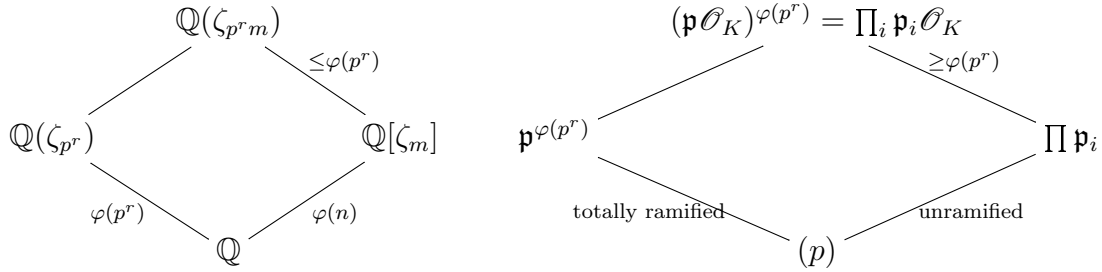 ℚ(ζ_{p^r m})
≤φ(p^r)
ℚ(ζ_{p^r})
ℚ[ζ_m]
φ(p^r)
φ(n)
ℚ
(𝔭𝒪_K)^{φ(p^r)} = ∏_i 𝔭_i𝒪_K
≥φ(p^r)
𝔭^{φ(p^r)}
∏ 𝔭_i
totally ramified
unramified
(p)